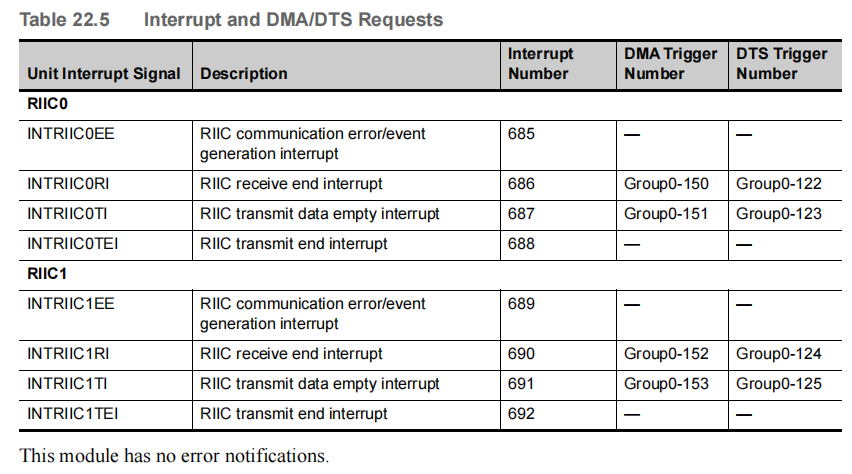 Table 22.5 Interrupt and DMA/DTS Requests
Unit Interrupt Signal Description Interrupt Number DMA Trigger Number DTS Trigger Number
RIIC0
INTRIIC0EE RIIC communication error/event generation interrupt 685 — —
INTRIIC0RI RIIC receive end interrupt 686 Group0-150 Group0-122
INTRIIC0TI RIIC transmit data empty interrupt 687 Group0-151 Group0-123
INTRIIC0TEI RIIC transmit end interrupt 688 — —
RIIC1
INTRIIC1EE RIIC communication error/event generation interrupt 689 — —
INTRIIC1RI RIIC receive end interrupt 690 Group0-152 Group0-124
INTRIIC1TI RIIC transmit data empty interrupt 691 Group0-153 Group0-125
INTRIIC1TEI RIIC transmit end interrupt 692 — —
This module has no error notifications.